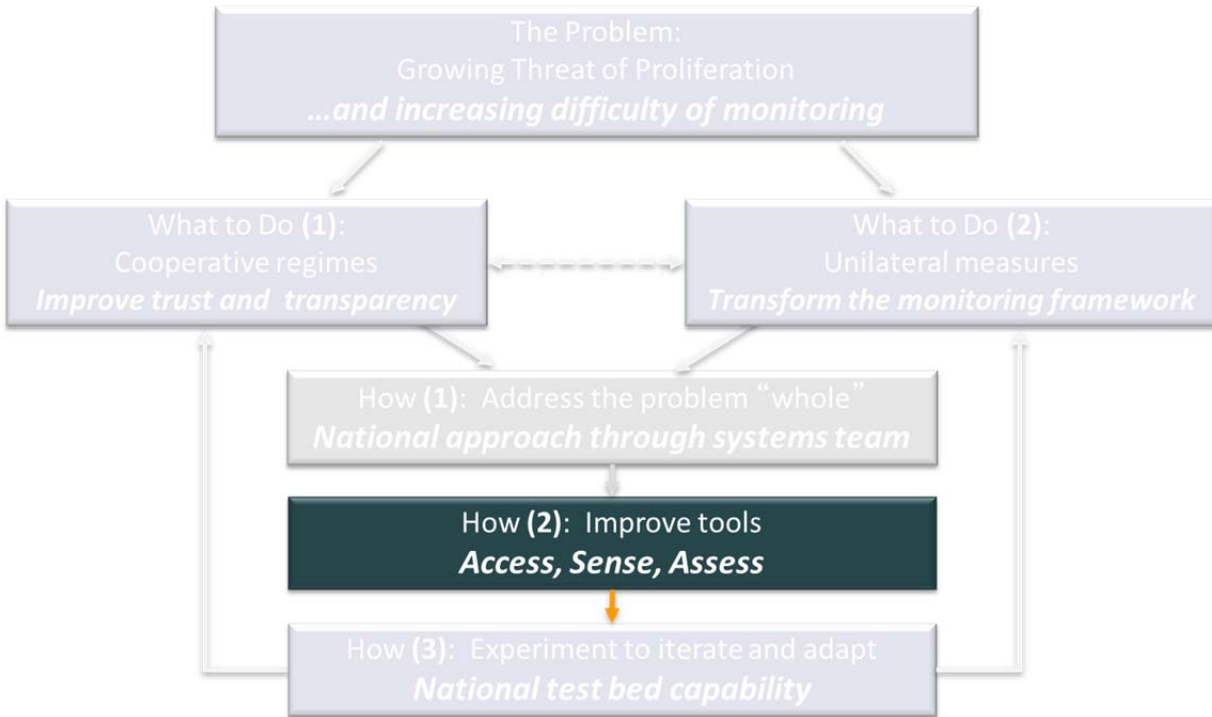 The Problem:
Growing Threat of Proliferation
…and increasing difficulty of monitoring
What to Do (1):
Cooperative regimes
Improve trust and transparency
What to Do (2):
Unilateral measures
Transform the monitoring framework
How (1): Address the problem “whole”
National approach through systems team
How (2): Improve tools
Access, Sense, Assess
How (3): Experiment to iterate and adapt
National test bed capability